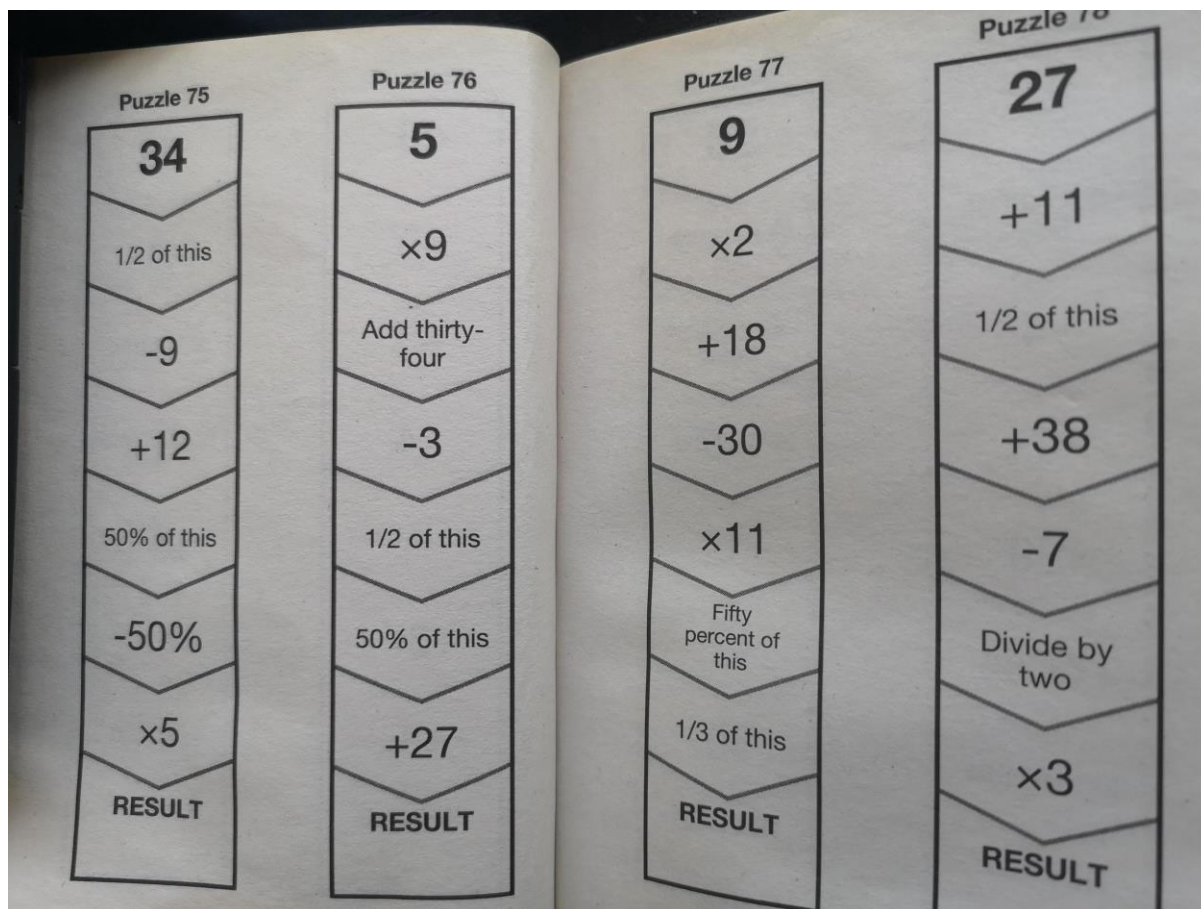 Puzzle 75
34
1/2 of this
-9
+12
50% of this
-50%
×5
RESULT
Puzzle 76
5
×9
Add thirty-
four
-3
1/2 of this
50% of this
+27
RESULT
Puzzle 77
9
×2
+18
-30
×11
Fifty
percent of
this
1/3 of this
RESULT
Puzzle 78
27
+11
1/2 of this
+38
-7
Divide by
two
×3
RESULT